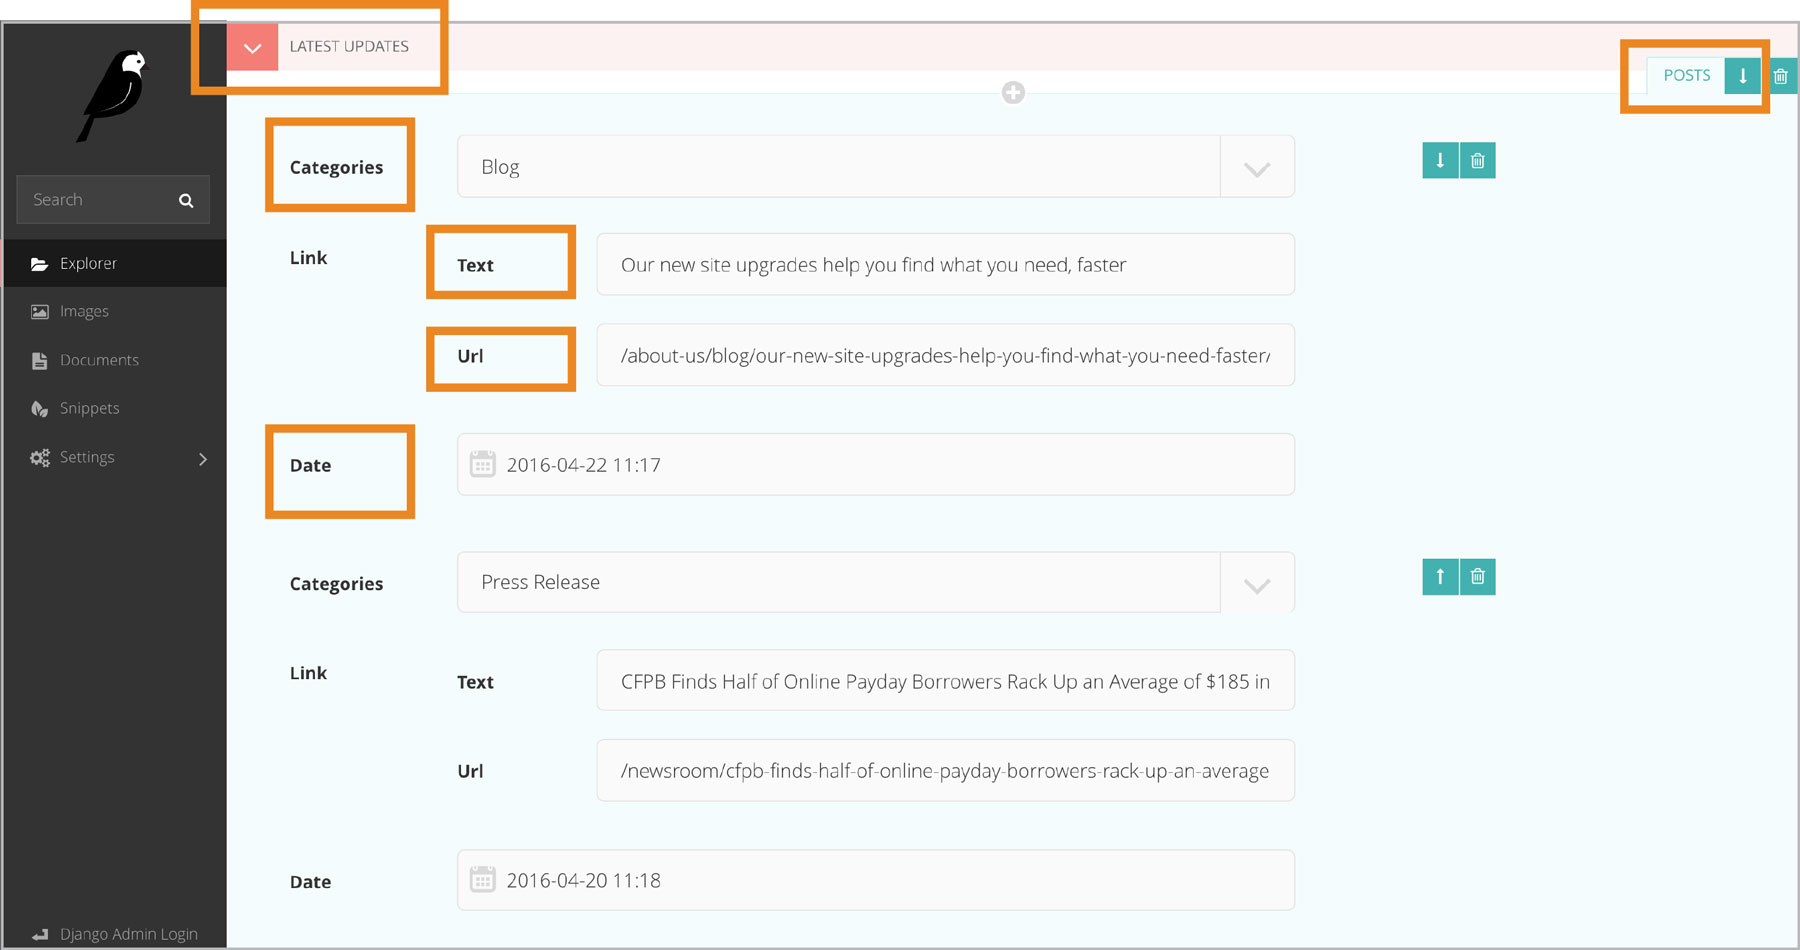 LATEST UPDATES
POSTS
Search
Explorer
Images
Documents
Snippets
Settings
Django Admin Login
Categories
Blog
Link
Text
Our new site upgrades help you find what you need, faster
Url
/about-us/blog/our-new-site-upgrades-help-you-find-what-you-need-faster/
Date
2016-04-22 11:17
Categories
Press Release
Link
Text
CFPB Finds Half of Online Payday Borrowers Rack Up an Average of $185 in
Url
/newsroom/cfpb-finds-half-of-online-payday-borrowers-rack-up-an-average
Date
2016-04-20 11:18